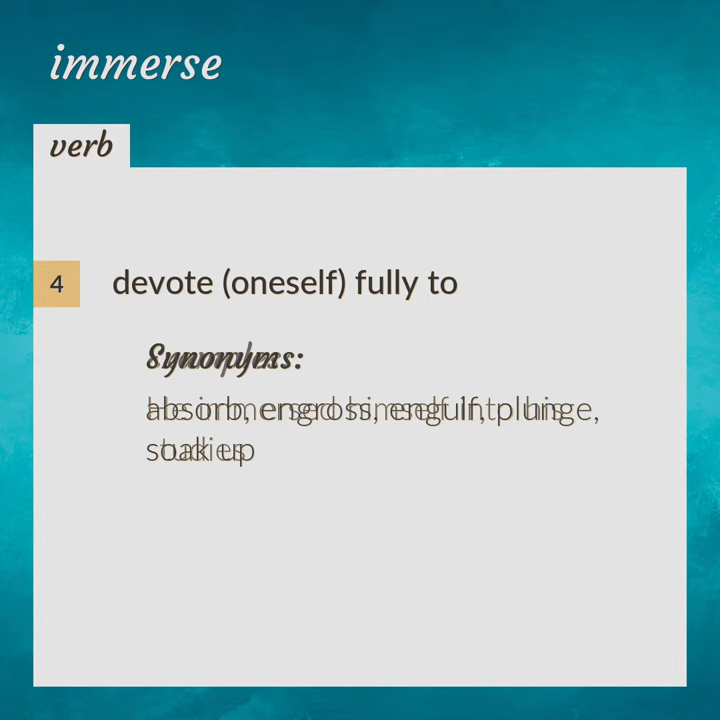 immerse
verb
4 devote (oneself) fully to
Synonyms:
absorb, engross, engulf, plunge,
soak up